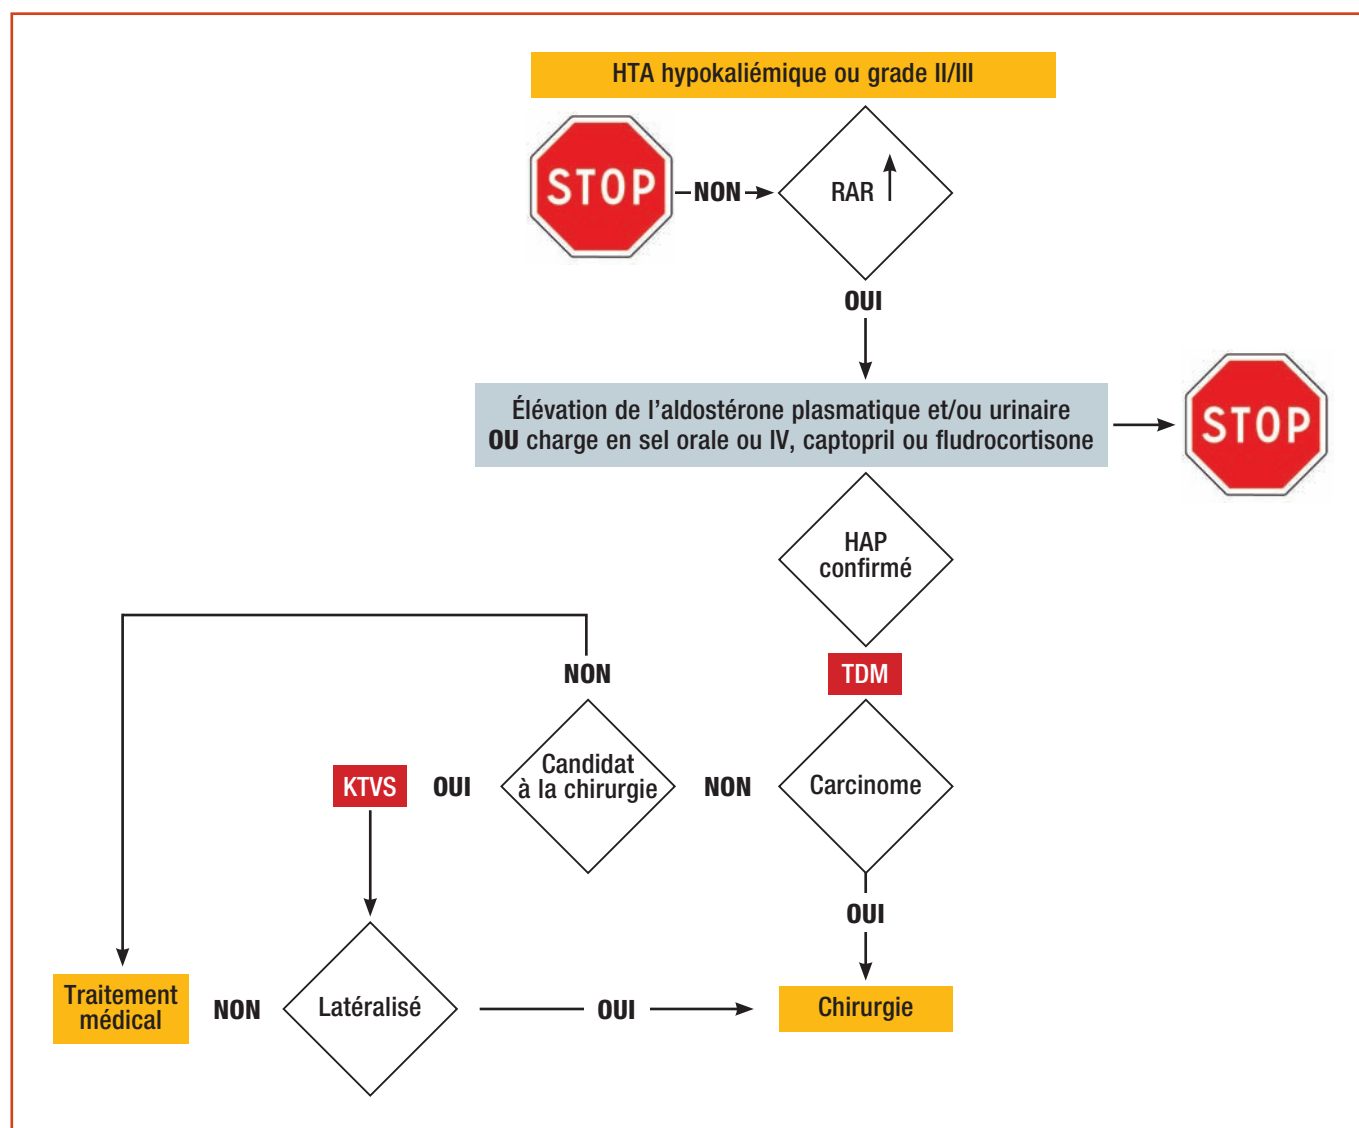 HTA hypokaliémique ou grade II/III
STOP
NON
RAR
OUI
Élévation de l'aldostérone plasmatique et/ou urinaire
OU charge en sel orale ou IV, captopril ou fludrocortisone
STOP
HAP
confirmé
NON
TDM
KTVS
OUI
Candidat
à la chirurgie
NON
Carcinome
OUI
Traitement
médical
NON
Latéralisé
OUI
Chirurgie